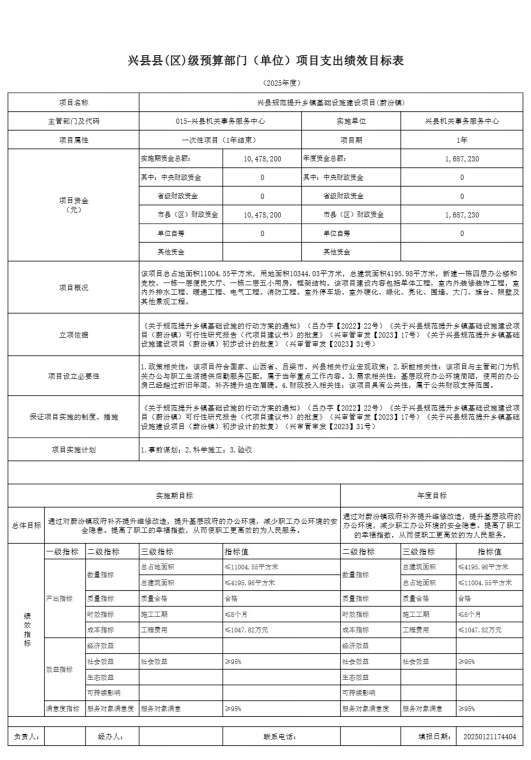 兴县县(区)级预算部门（单位）项目支出绩效目标表
（2025年度）
项目名称 兴县规范提升乡镇基础设施建设项目(蔚汾镇)
主管部门及代码 015-兴县机关事务服务中心 实施单位 兴县机关事务服务中心
项目属性 一次性项目（1年结束） 项目期 1年
项目资金
（元）
实施期资金总额: 10,478,200 年度资金总额: 1,687,230
其中: 中央财政资金 0 其中: 中央财政资金 0
省级财政资金 0 省级财政资金 0
市县（区）财政资金 10,478,200 市县（区）财政资金 1,687,230
单位自筹 0 单位自筹 0
其他资金 其他资金
项目概况
该项目总占地面积11004.55平方米, 用地面积10344.03平方米, 总建筑面积4195.98平方米, 新建一栋四层办公楼和
党校、一栋一层便民大厅、一栋二层五小用房, 框架结构。该项目建设内容包括单体工程, 室内外装修装饰工程, 室
内外排水工程、暖通工程、电气工程、消防工程、室外停车场、室外硬化、绿化、亮化、围墙、大门、旗台、照壁及
其他景观工程。
立项依据
《关于规范提升乡镇基础设施的行动方案的通知》（吕办字【2022】22号）《关于兴县规范提升乡镇基础设施建设项
目（蔚汾镇）可行性研究报告（代项目建议书）的批复》（兴审管审发【2023】17号）《关于兴县规范提升乡镇基础
设施建设项目（蔚汾镇）初步设计的批复》（兴审管审发【2023】31号）
项目设立必要性
1.政策相关性: 该项目符合国家、山西省、吕梁市、兴县相关行业宏观政策; 2.职能相关性: 该项目与主管部门为机
关办公与职工生活提供后勤服务匹配, 属于当年重点工作内容。3.需求相关性: 基层政府办公环境简陋, 使用的办公
房已经超过折旧年限, 补齐提升迫在眉睫。4.财政投入相关性: 该项目具有公共性, 属于公共财政支持范围。
保证项目实施的制度、措施
《关于规范提升乡镇基础设施的行动方案的通知》（吕办字【2022】22号）《关于兴县规范提升乡镇基础设施建设项
目（蔚汾镇）可行性研究报告（代项目建议书）的批复》（兴审管审发【2023】17号）《关于兴县规范提升乡镇基础
设施建设项目（蔚汾镇）初步设计的批复》（兴审管审发【2023】31号）
项目实施计划 1.事前谋划; 2.科学施工; 3.验收
实施期目标 年度目标
总体目标
通过对蔚汾镇政府补齐提升维修改造, 提升基层政府的办公环境, 减少职工办公环境的安
全隐患。提高了职工的幸福指数, 从而使职工更高效的为人民服务。
通过对蔚汾镇政府补齐提升维修改造, 提升基层政府的
办公环境, 减少职工办公环境的安全隐患。提高了职工
的幸福指数, 从而使职工更高效的为人民服务。
绩效指标
一级指标 二级指标 三级指标 指标值 二级指标 三级指标 指标值
产出指标 数量指标 总占地面积 ≤11004.55平方米 数量指标 总建筑面积 ≤4195.98平方米
总建筑面积 ≤4195.98平方米 总占地面积 ≤11004.55平方米
质量指标 质量合格 合格 质量指标 质量合格 合格
时效指标 施工工期 ≤8个月 时效指标 施工工期 ≤8个月
成本指标 工程费用 ≤1047.82万元 成本指标 工程费用 ≤1047.82万元
效益指标 经济效益 经济效益
社会效益 社会效益 ≥95% 社会效益 社会效益 ≥95%
生态效益 生态效益
可持续影响 可持续影响
满意度指标 服务对象满意度 服务对象满意 ≥95% 服务对象满意度 服务对象满意 ≥95%
负责人: 经办人: 联系电话: 填报日期: 20250121174404